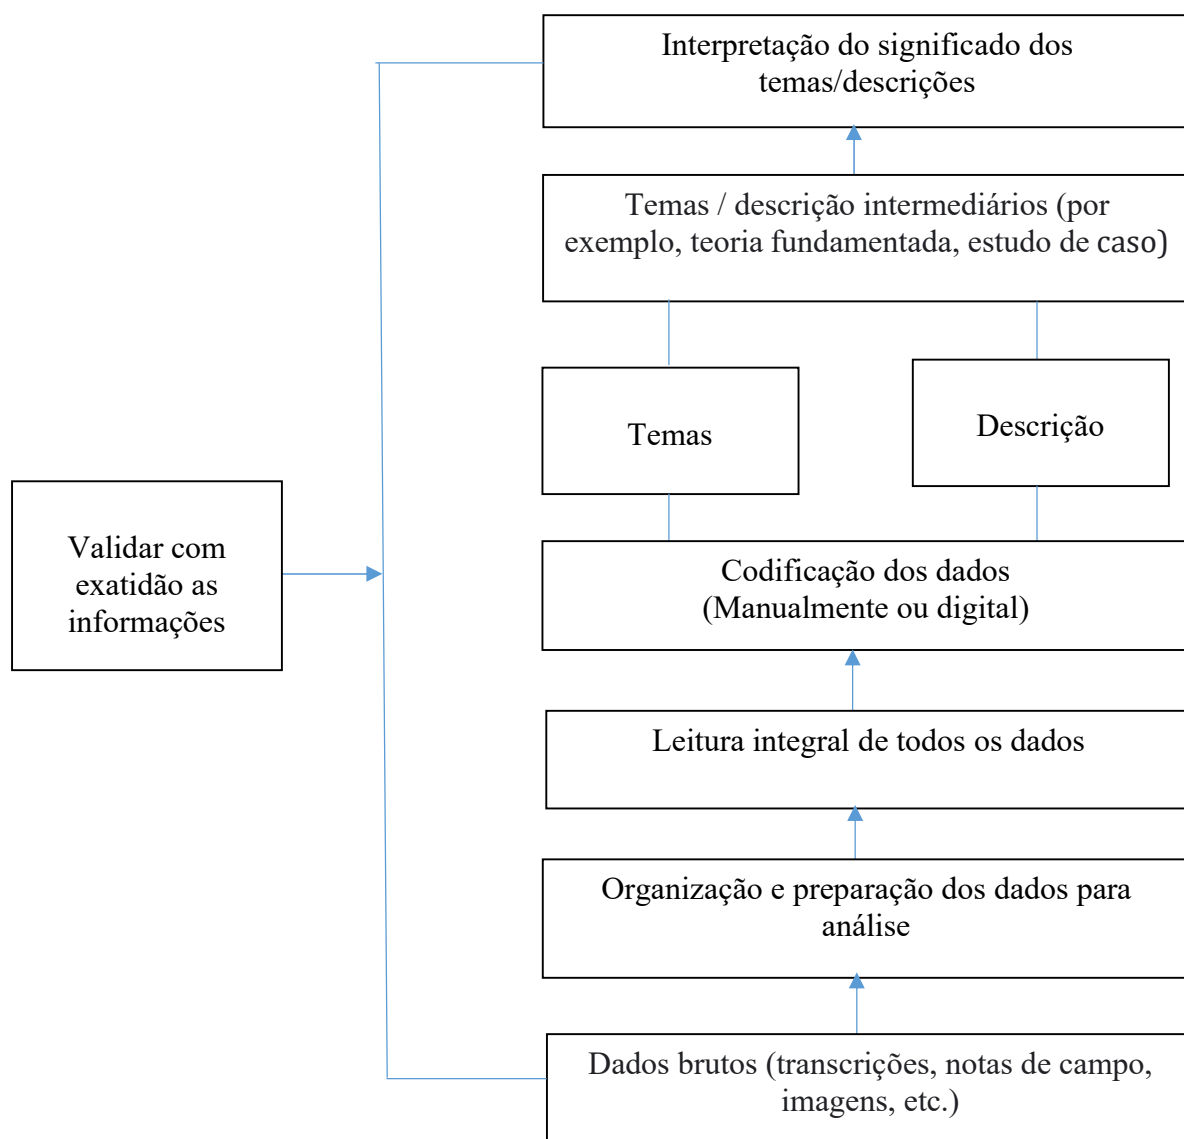 Interpretação do significado dos
temas/descrições
Temas / descrição intermediários (por
exemplo, teoria fundamentada, estudo de caso)
Temas
Descrição
Validar com
exatidão as
informações
Codificação dos dados
(Manualmente ou digital)
Leitura integral de todos os dados
Organização e preparação dos dados para
análise
Dados brutos (transcrições, notas de campo,
imagens, etc.)